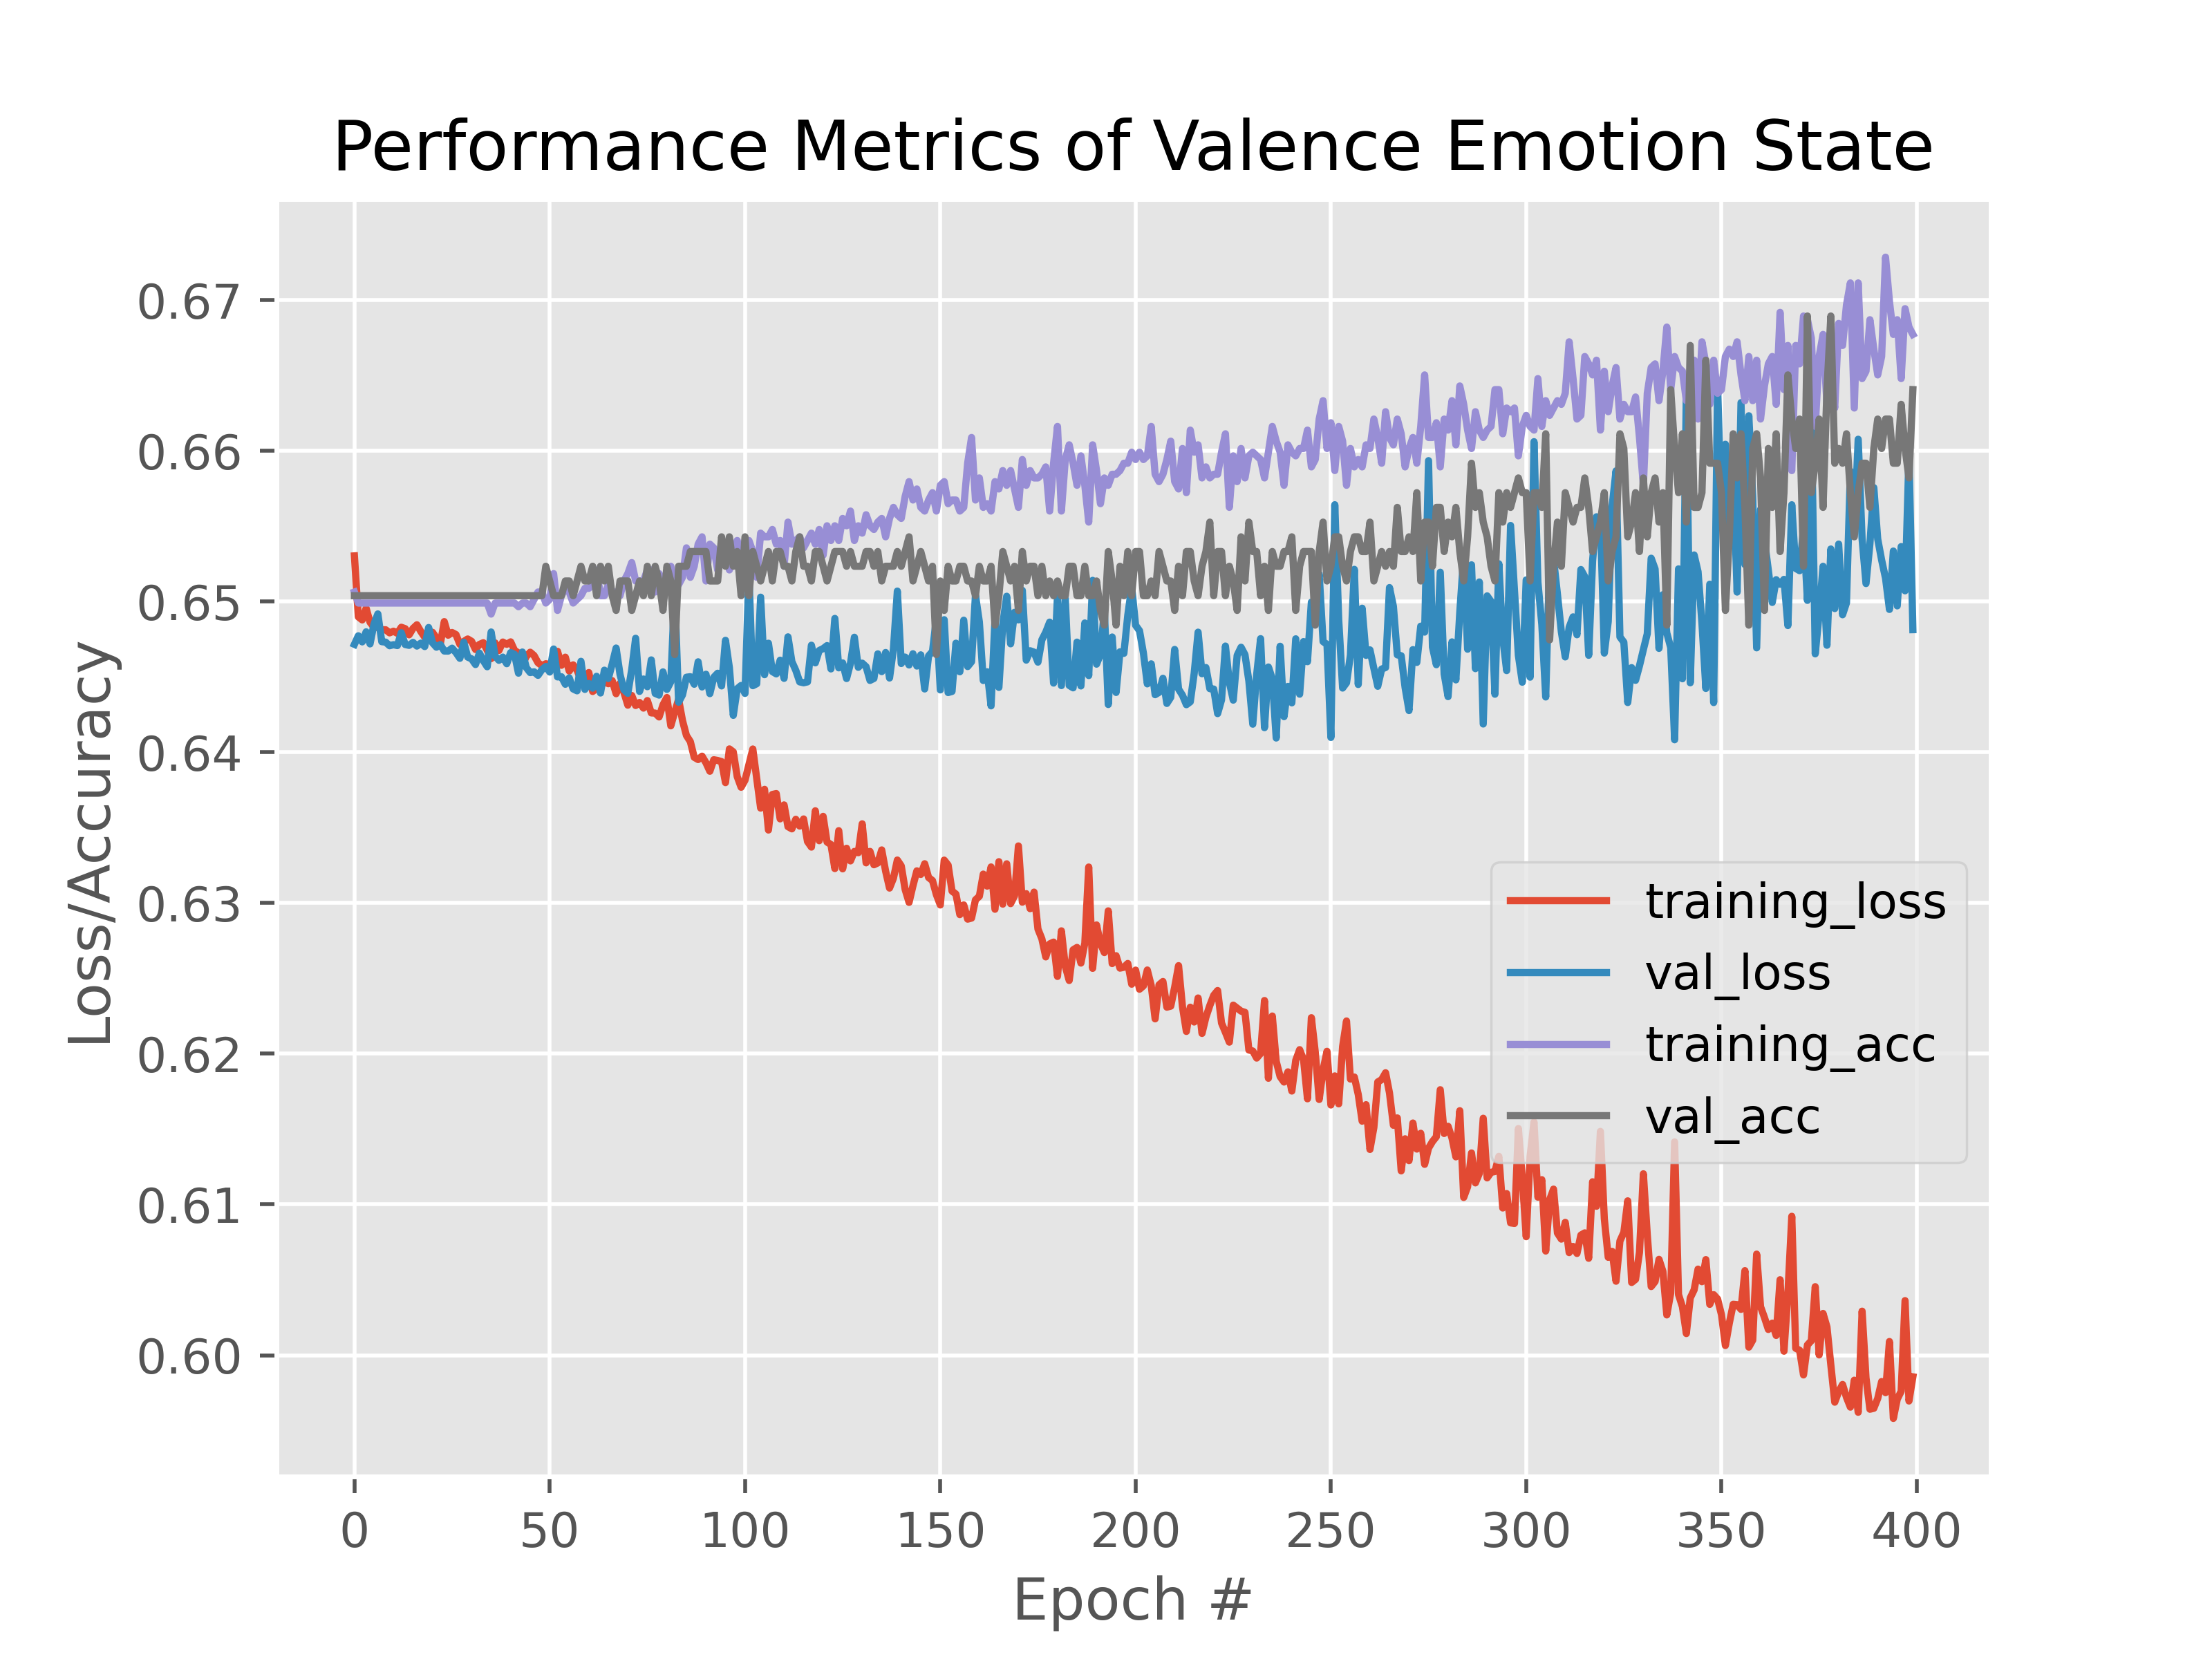 Performance Metrics of Valence Emotion State
Loss/Accuracy
0.67
0.66
0.65
0.64
0.63
0.62
0.61
0.60
training_loss
val_loss
training_acc
val_acc
0 50 100 150 200 250 300 350 400
Epoch #